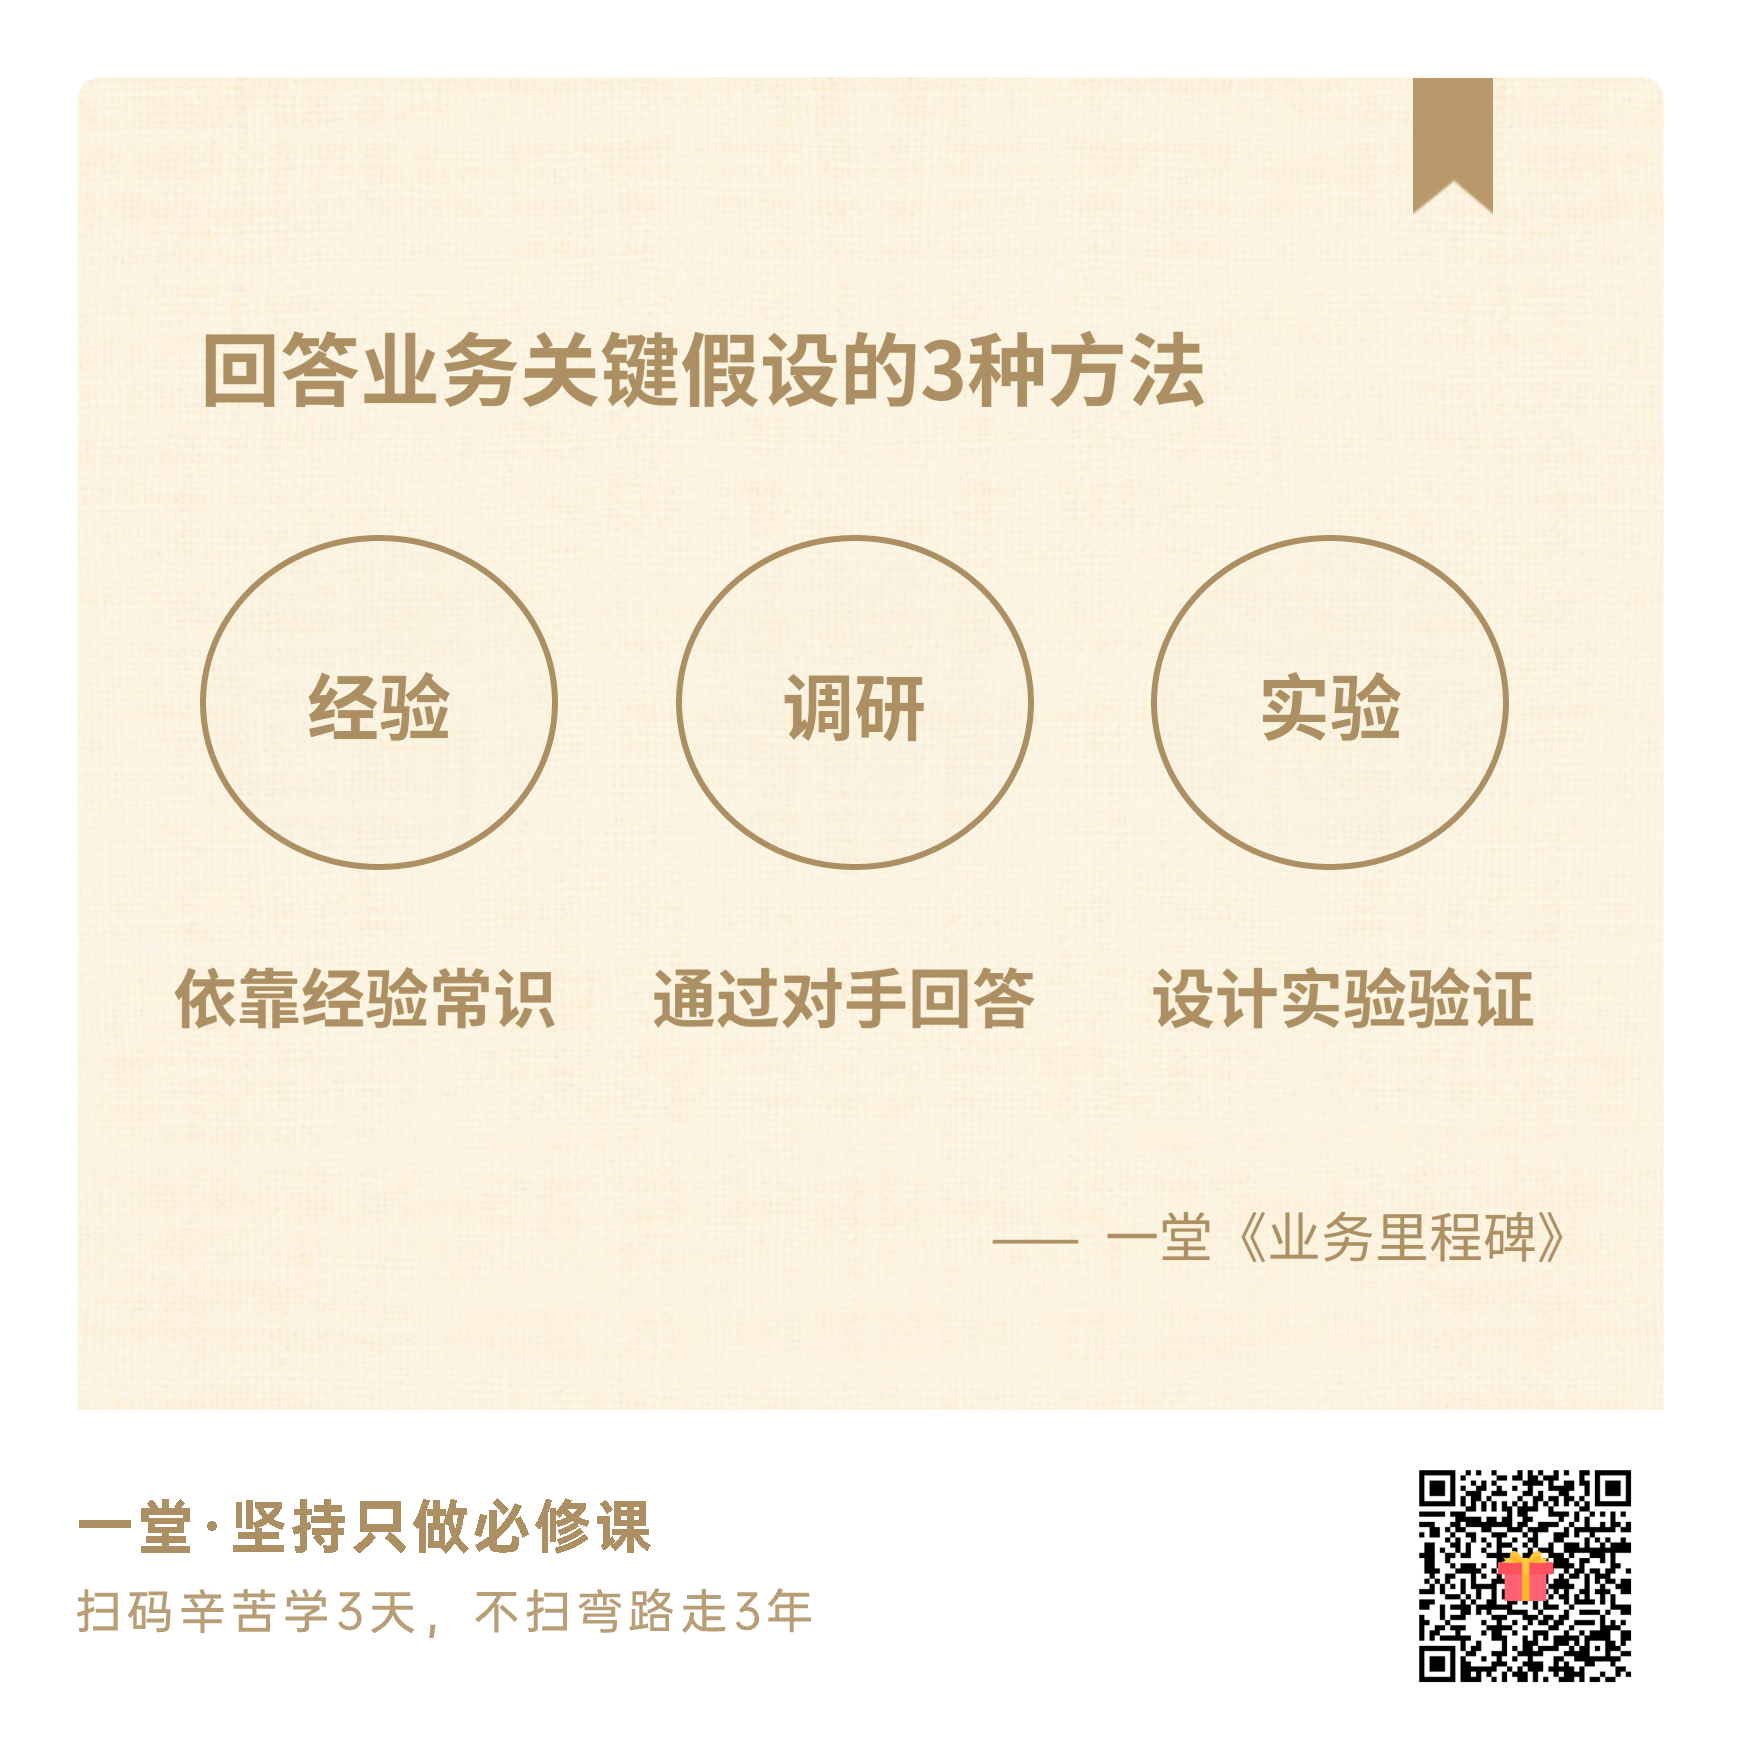 回答业务关键假设的3种方法
经验 调研 实验
依靠经验常识 通过对手回答 设计实验验证
—— 一堂《业务里程碑》
一堂·坚持只做必修课
扫码辛苦学3天，不扫弯路走3年